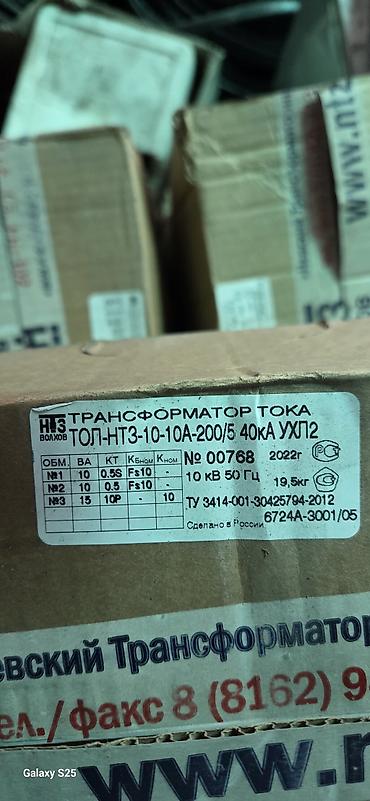 www.nтз
НТЗ
ВОЛХОВ
ТРАНСФОРМАТОР ТОКА
ТОЛ-НТЗ-10-10А-200/5 40кА УХЛ2
ОБМ. ВА КТ Кбном Кном
№1 10 0.5S Fs10 -
№2 10 0.5 Fs10 -
№3 15 10P - 10
№ 00768 2022г
10 кВ 50 Гц 19,5кг
ТУ 3414-001-30425794-2012
Сделано в России 6724А-3001/05
евский Трансформатор
ел./факс 8 (8162) 9
www.n
Galaxy S25